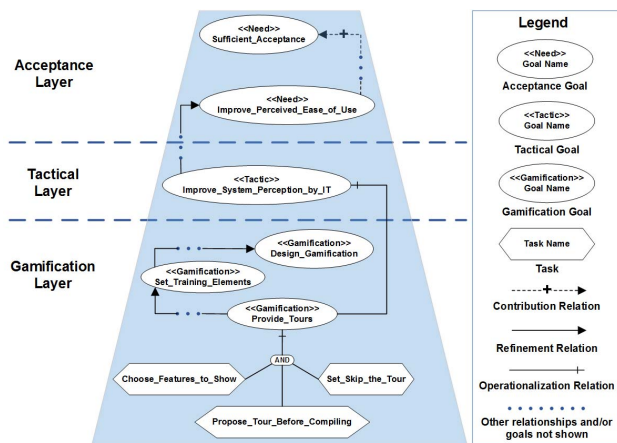 Acceptance
Layer
<<Need>>
Sufficient_Acceptance
<<Need>>
Improve_Perceived_Ease_of_Use
Tactical
Layer
<<Tactic>>
Improve_System_Perception_by_IT
Gamification
Layer
<<Gamification>>
Design_Gamification
<<Gamification>>
Set_Training_Elements
<<Gamification>>
Provide_Tours
AND
Choose_Features_to_Show
Set_Skip_the_Tour
Propose_Tour_Before_Compiling
Legend
<<Need>>
Goal Name
Acceptance Goal
<<Tactic>>
Goal Name
Tactical Goal
<<Gamification>>
Goal Name
Gamification Goal
Task Name
Task
Contribution Relation
Refinement Relation
Operationalization Relation
Other relationships and/or
goals not shown